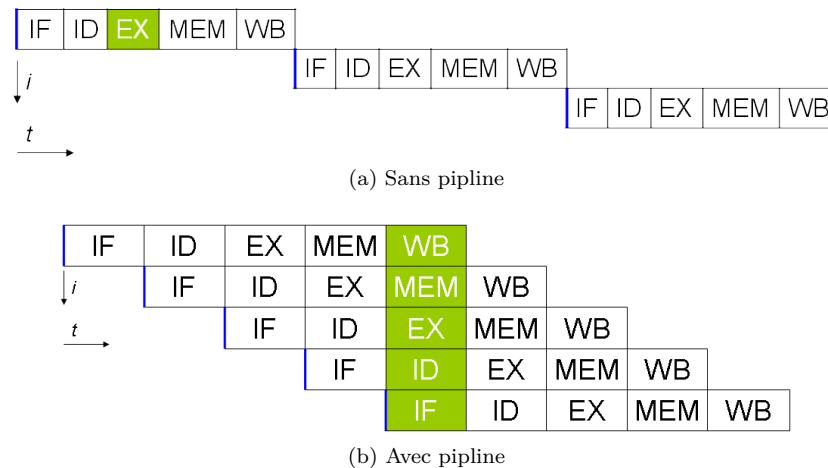 IF ID EX MEM WB
IF ID EX MEM WB
i
IF ID EX MEM WB
t
(a) Sans pipline
IF ID EX MEM WB
i
IF ID EX MEM WB
t
IF ID EX MEM WB
IF ID EX MEM WB
IF ID EX MEM WB
(b) Avec pipline